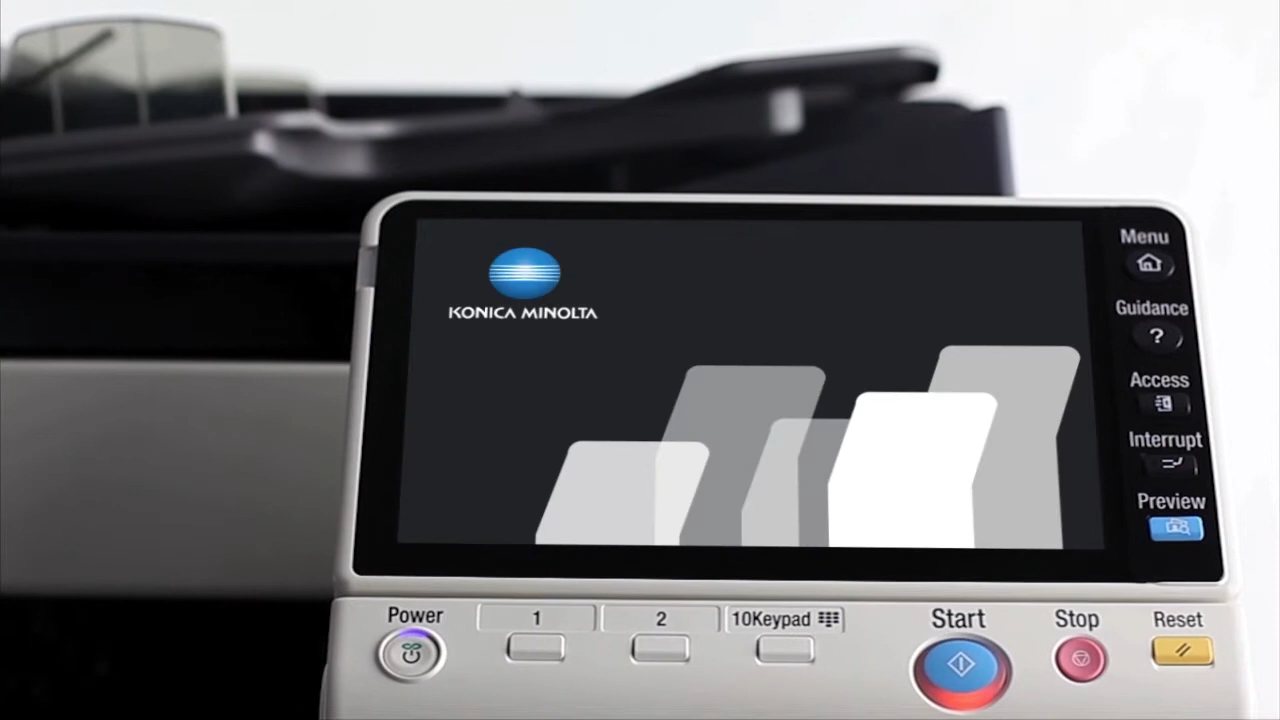 KONICA MINOLTA
Menu
Guidance
?
Access
Interrupt
Preview
Power
1
2
10Keypad
Start
Stop
Reset